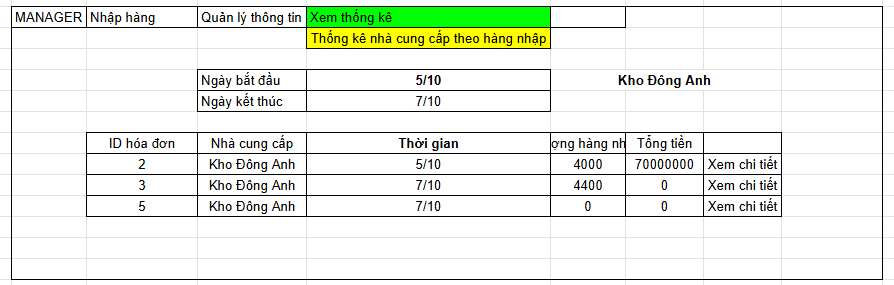 MANAGER Nhập hàng Quản lý thông tin Xem thống kê
Thống kê nhà cung cấp theo hàng nhập
Ngày bắt đầu 5/10 Kho Đông Anh
Ngày kết thúc 7/10
ID hóa đơn Nhà cung cấp Thời gian ợng hàng nh Tổng tiền
2 Kho Đông Anh 5/10 4000 70000000 Xem chi tiết
3 Kho Đông Anh 7/10 4400 0 Xem chi tiết
5 Kho Đông Anh 7/10 0 0 Xem chi tiết